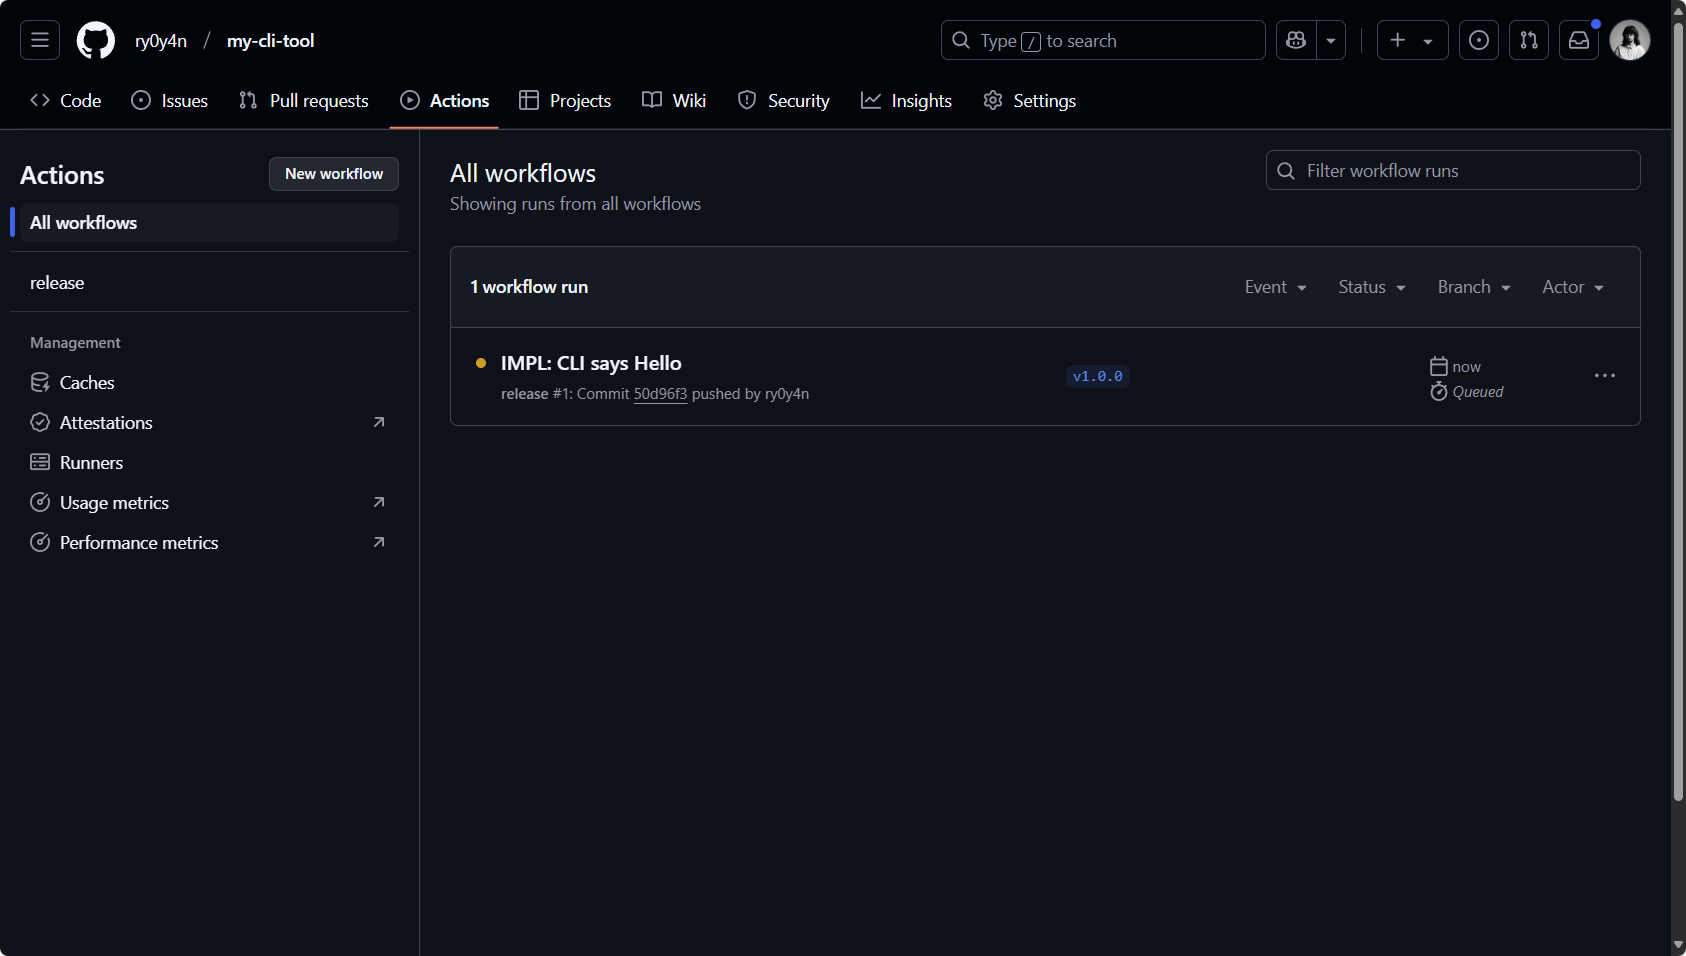 ry0y4n / my-cli-tool
Type / to search
Code
Issues
Pull requests
Actions
Projects
Wiki
Security
Insights
Settings
Actions
New workflow
All workflows
release
Management
Caches
Attestations
Runners
Usage metrics
Performance metrics
All workflows
Showing runs from all workflows
Filter workflow runs
1 workflow run
Event
Status
Branch
Actor
IMPL: CLI says Hello
release #1: Commit 50d96f3 pushed by ry0y4n
v1.0.0
now
Queued